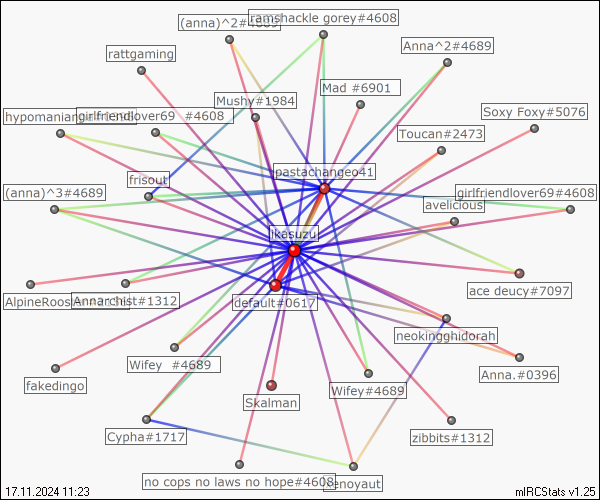 (anna)^2#4689
ramshackle gorey#4608
Anna^2#4689
rattgaming
Mad #6901
Mushy#1984
Soxy Foxy#5076
girlfriendlover69 #4608
Toucan#2473
pastachangeo41
frisout
(anna)^3#4689
girlfriendlover69#4608
avelicious
ikasuzu
ace deucy#7097
Annarchist#1312
default#0617
neokingghidorah
Wifey #4689
Anna.#0396
fakedingo
Wifey#4689
Skalman
Cypha#1717
zibbits#1312
no cops no laws no hope#4608
17.11.2024 11:23
mIRCStats v1.25